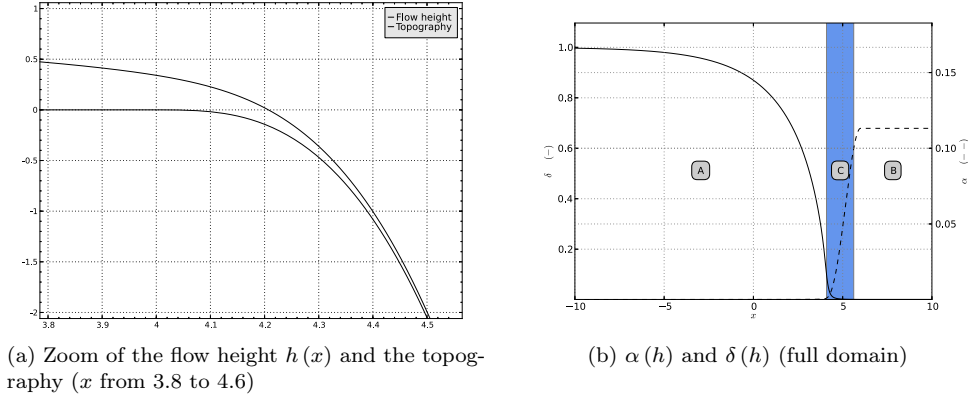 1
0.5
0
-0.5
-1
-1.5
-2
3.8 3.9 4 4.1 4.2 4.3 4.4 4.5
Flow height
Topography
(a) Zoom of the flow height h (x) and the topog-
raphy (x from 3.8 to 4.6)
1.0
0.8
0.6
0.4
0.2
δ (−)
A
C
B
0.15
0.10
0.05
α (−−)
−10 −5 0 5 10
x
(b) α (h) and δ (h) (full domain)